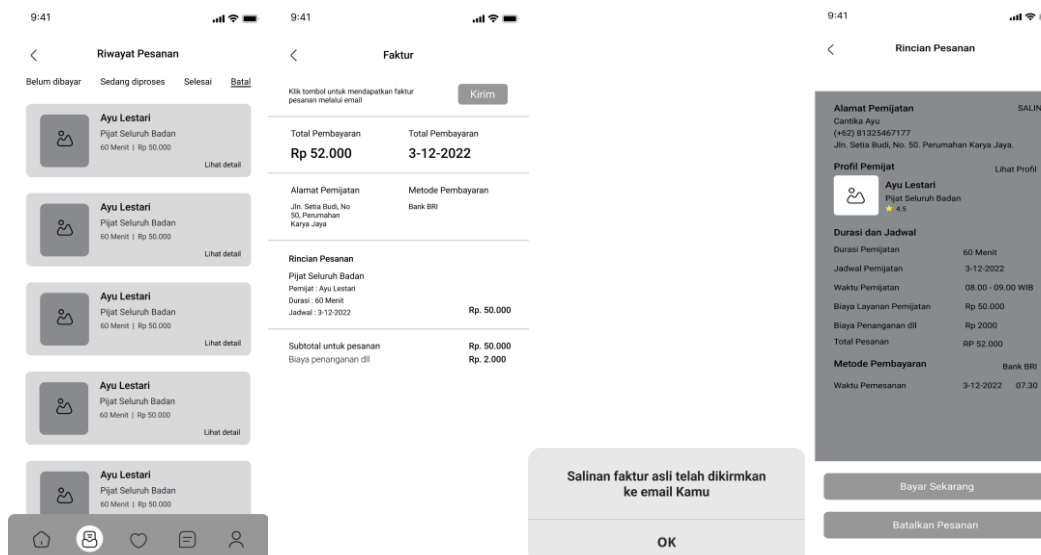 9:41
Riwayat Pesanan
Belum dibayar Sedang diproses Selesai Batal
Ayu Lestari
Pijat Seluruh Badan
60 Menit | Rp 50.000
Lihat detail
Ayu Lestari
Pijat Seluruh Badan
60 Menit | Rp 50.000
Lihat detail
Ayu Lestari
Pijat Seluruh Badan
60 Menit | Rp 50.000
Lihat detail
Ayu Lestari
Pijat Seluruh Badan
60 Menit | Rp 50.000
Lihat detail
Ayu Lestari
Pijat Seluruh Badan
60 Menit | Rp 50.000
9:41
Faktur
Klik tombol untuk mendapatkan faktur
pesanan melalui email
Kirim
Total Pembayaran Total Pembayaran
Rp 52.000 3-12-2022
Alamat Pemijatan Metode Pembayaran
Jln. Setia Budi, No Bank BRI
50, Perumahan
Karya Jaya
Rincian Pesanan
Pijat Seluruh Badan
Pemijat : Ayu Lestari
Durasi : 60 Menit
Jadwal : 3-12-2022 Rp. 50.000
Subtotal untuk pesanan Rp. 50.000
Biaya penanganan dll Rp. 2.000
Salinan faktur asli telah dikirmkan
ke email Kamu
OK
9:41
Rincian Pesanan
Alamat Pemijatan SALIN
Cantika Ayu
(+62) 81325467177
Jln. Setia Budi, No. 50. Perumahan Karya Jaya.
Profil Pemijat Lihat Profil
Ayu Lestari
Pijat Seluruh Badan
4.5
Durasi dan Jadwal
Durasi Pemijatan 60 Menit
Jadwal Pemijatan 3-12-2022
Waktu Pemijatan 08.00 - 09.00 WIB
Biaya Layanan Pemijatan Rp 50.000
Biaya Penanganan dll Rp 2000
Total Pesanan RP 52.000
Metode Pembayaran Bank BRI
Waktu Pemesanan 3-12-2022 07.30
Bayar Sekarang
Batalkan Pesanan